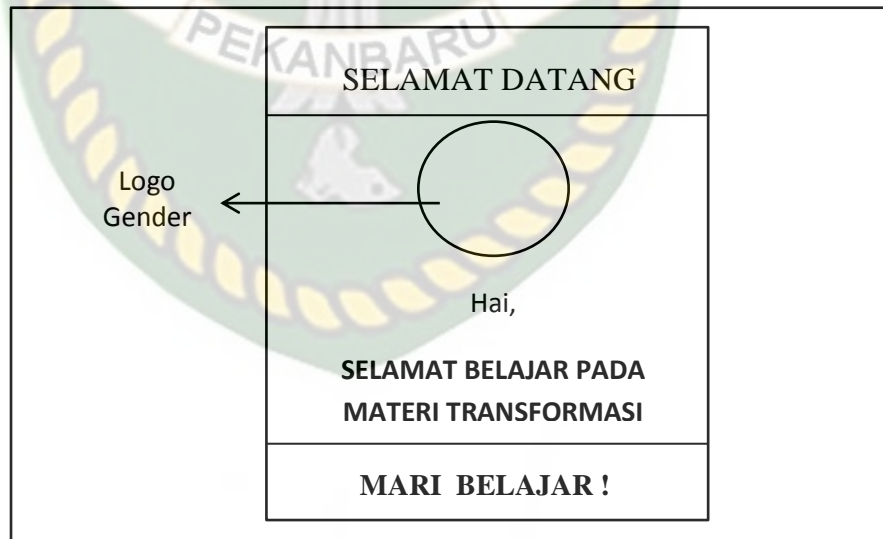 PEKANBARU
SELAMAT DATANG
Logo
Gender
Hai,
SELAMAT BELAJAR PADA
MATERI TRANSFORMASI
MARI BELAJAR !